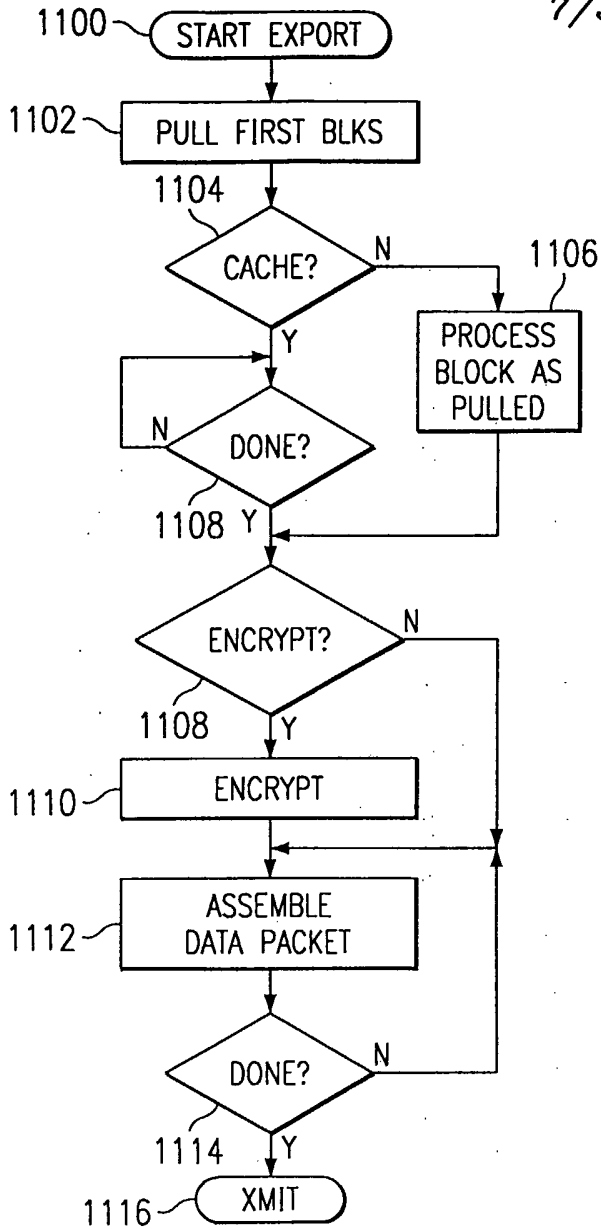 1100
START EXPORT
1102
PULL FIRST BLKS
1104
CACHE?
N
1106
Y
PROCESS
BLOCK AS
PULLED
N
DONE?
1108
Y
ENCRYPT?
N
1108
Y
1110
ENCRYPT
1112
ASSEMBLE
DATA PACKET
DONE?
N
1114
Y
1116
XMIT